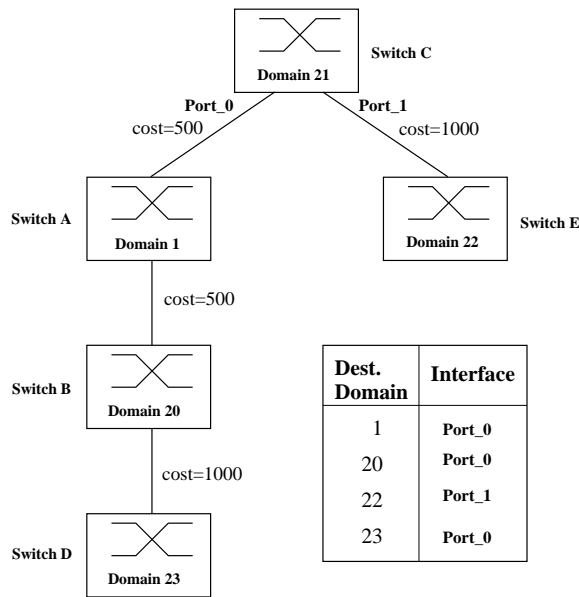 Switch C
Domain 21
Port_0
Port_1
cost=500
cost=1000
Switch A
Domain 1
Domain 22
Switch E
cost=500
Switch B
Domain 20
cost=1000
Switch D
Domain 23
Dest. Domain
Interface
1 Port_0
20 Port_0
22 Port_1
23 Port_0